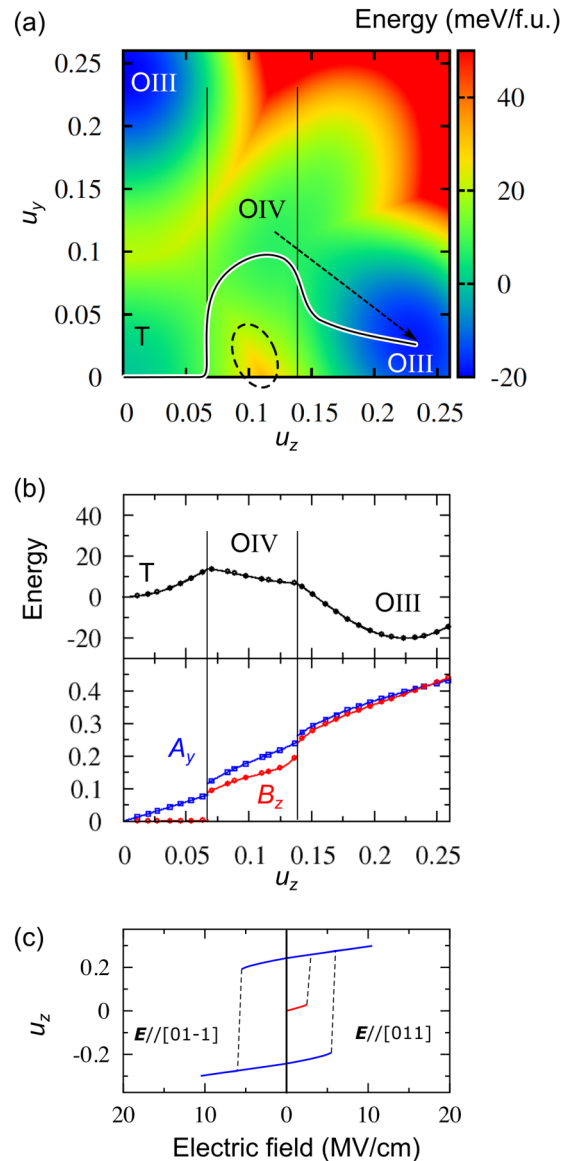 (a)
Energy (meV/f.u.)
0.25
0.2
0.15
0.1
0.05
0
u_y
OIII
OIV
T
OIII
40
20
0
-20
0 0.05 0.10 0.15 0.20 0.25
u_z
(b)
40
20
0
-20
Energy
T
OIV
OIII
0.4
0.3
0.2
0.1
0
A_y
B_z
0 0.05 0.10 0.15 0.20 0.25
u_z
(c)
0.2
0
-0.2
u_z
E//[01-1]
E//[011]
20 10 0 10 20
Electric field (MV/cm)